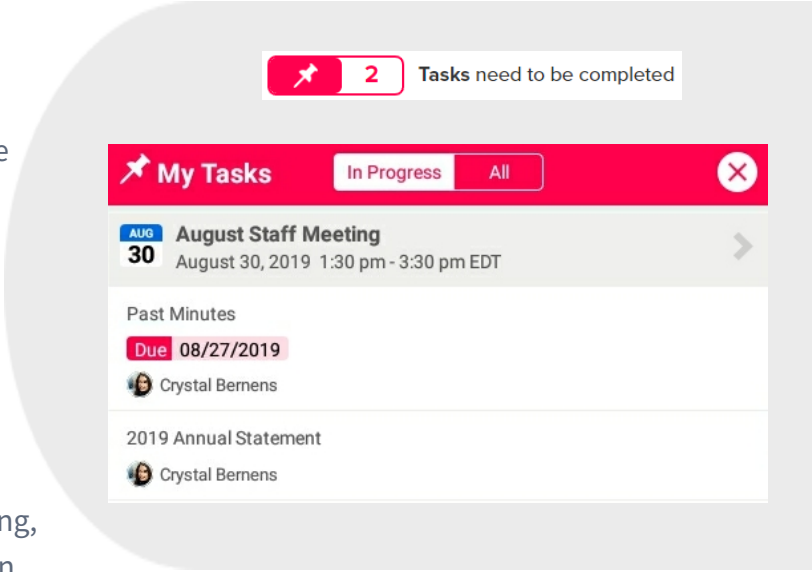 2 Tasks need to be completed
e
My Tasks In Progress All
AUG
30
August Staff Meeting
August 30, 2019 1:30 pm - 3:30 pm EDT
Past Minutes
Due 08/27/2019
Crystal Bernens
2019 Annual Statement
Crystal Bernens
ng,
n